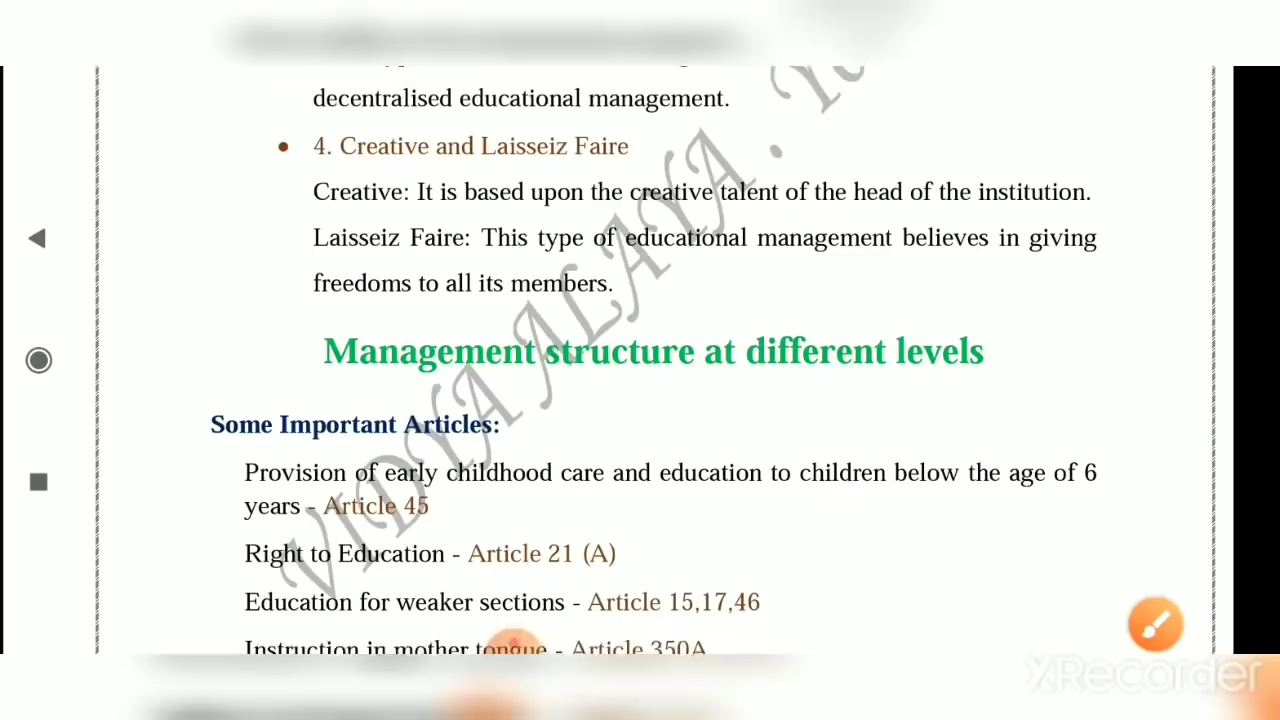 decentralised educational management.
• 4. Creative and Laisseiz Faire
Creative: It is based upon the creative talent of the head of the institution.
Laisseiz Faire: This type of educational management believes in giving
freedoms to all its members.
Management structure at different levels
Some Important Articles:
Provision of early childhood care and education to children below the age of 6
years - Article 45
Right to Education - Article 21 (A)
Education for weaker sections - Article 15,17,46
Instruction in mother tongue - Article 350A
VIDYA ALAYA .
XRecorder